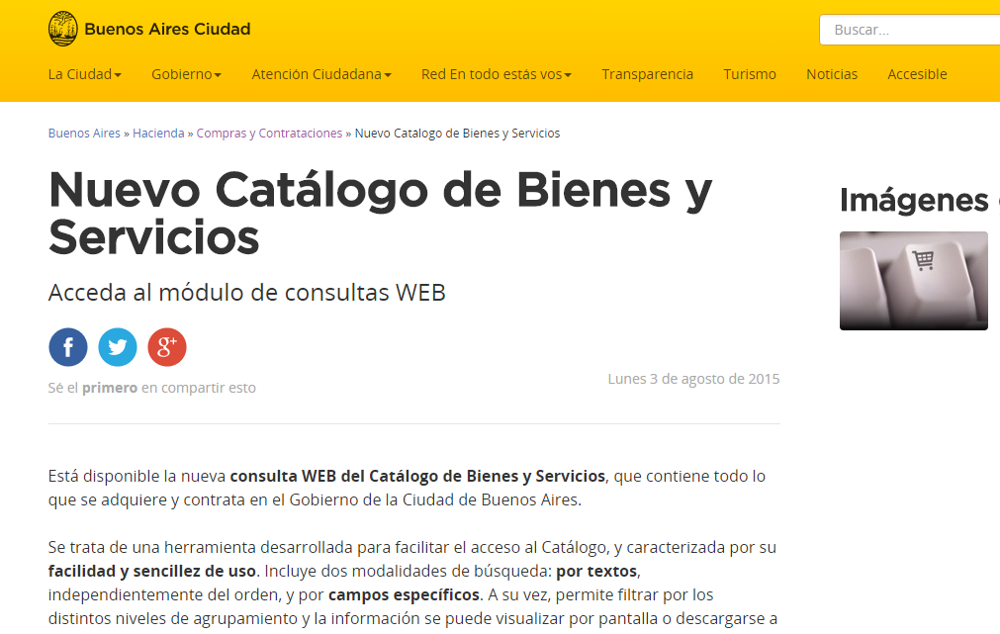 Buenos Aires Ciudad
Buscar...
La Ciudad Gobierno Atención Ciudadana Red En todo estás vos Transparencia Turismo Noticias Accesible
Buenos Aires » Hacienda » Compras y Contrataciones » Nuevo Catálogo de Bienes y Servicios
Nuevo Catálogo de Bienes y
Servicios
Acceda al módulo de consultas WEB
f g+
Sé el primero en compartir esto
Lunes 3 de agosto de 2015
Imágenes
Está disponible la nueva consulta WEB del Catálogo de Bienes y Servicios, que contiene todo lo
que se adquiere y contrata en el Gobierno de la Ciudad de Buenos Aires.
Se trata de una herramienta desarrollada para facilitar el acceso al Catálogo, y caracterizada por su
facilidad y sencillez de uso. Incluye dos modalidades de búsqueda: por textos,
independientemente del orden, y por campos específicos. A su vez, permite filtrar por los
distintos niveles de agrupamiento y la información se puede visualizar por pantalla o descargarse a